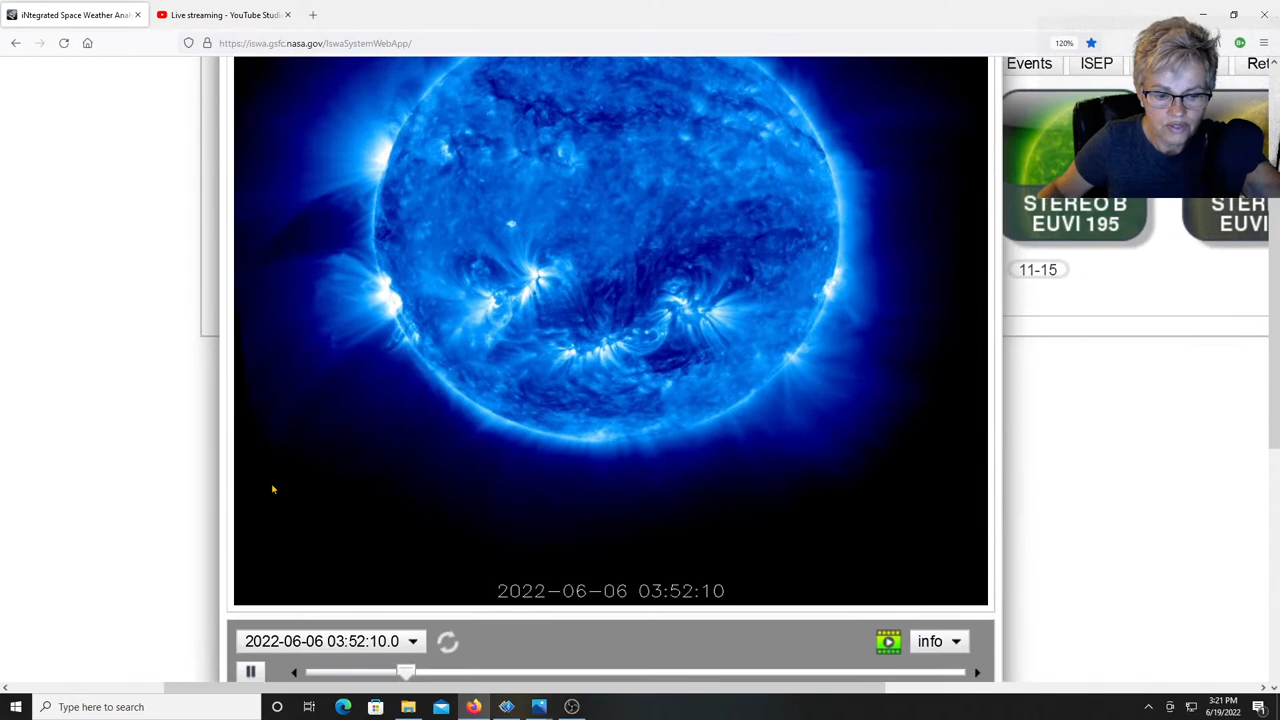 iNtegrated Space Weather Anal
Live streaming - YouTube Studi
https://iswa.gsfc.nasa.gov/IswaSystemWebApp/
120%
Events
ISEP
Ret
STEREO B
EUVI 195
STER
EUVI
11-15
2022-06-06 03:52:10
2022-06-06 03:52:10.0
info
Type here to search
3:21 PM
6/19/2022